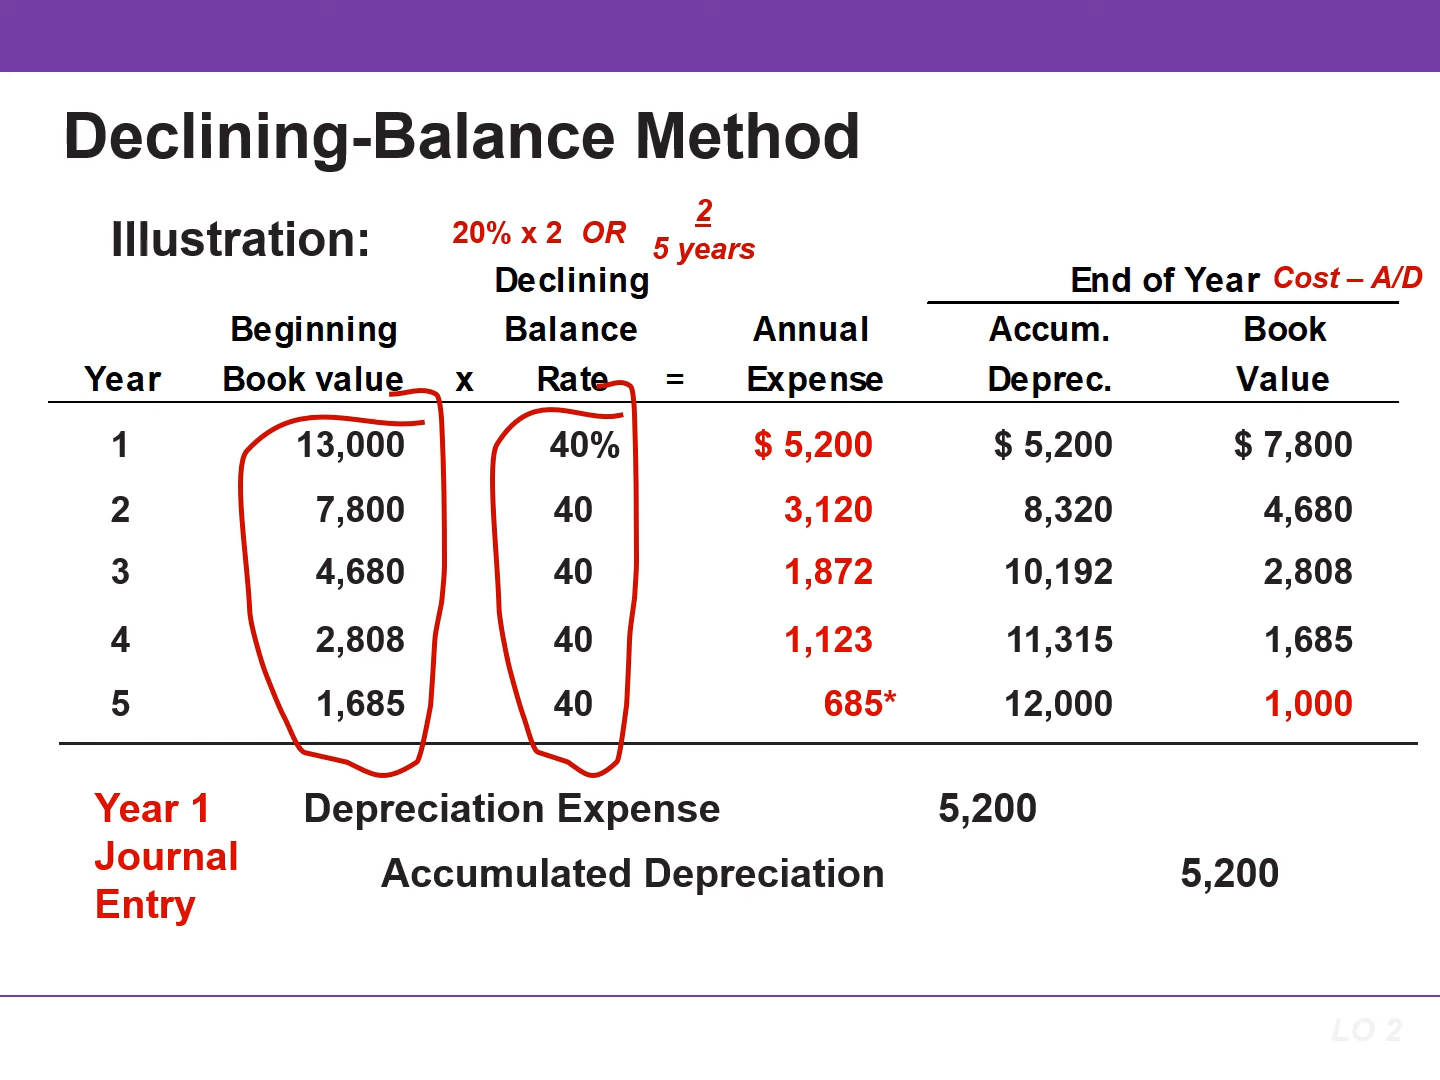 Declining-Balance Method
Illustration:
20% x 2 OR 2
5 years
Declining End of Year Cost – A/D
Beginning Balance Annual Accum. Book
Year Book value x Rate = Expense Deprec. Value
1 13,000 40% $ 5,200 $ 5,200 $ 7,800
2 7,800 40 3,120 8,320 4,680
3 4,680 40 1,872 10,192 2,808
4 2,808 40 1,123 11,315 1,685
5 1,685 40 685* 12,000 1,000
Year 1 Depreciation Expense 5,200
Journal
Accumulated Depreciation 5,200
Entry
LO 2